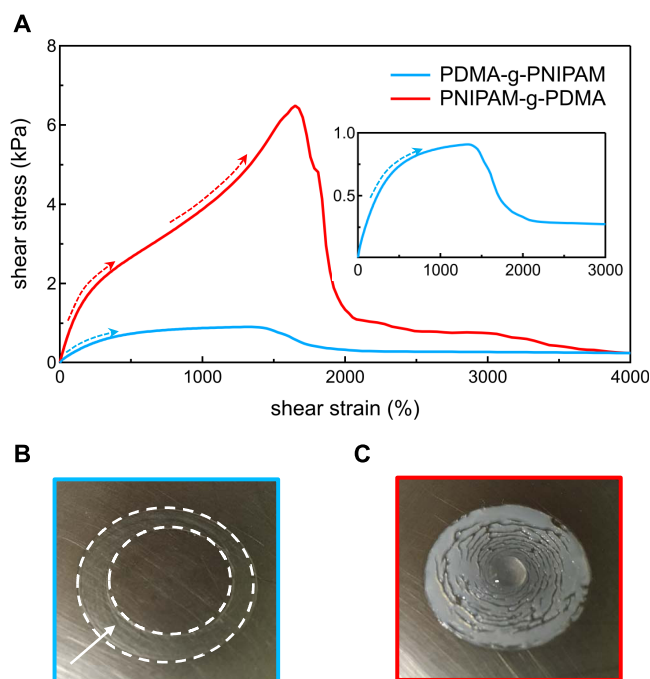 A
8
6
4
2
0
shear stress (kPa)
PDMA-g-PNIPAM
PNIPAM-g-PDMA
1.0
0.5
0
0 1000 2000 3000
0 1000 2000 3000 4000
shear strain (%)
B
C